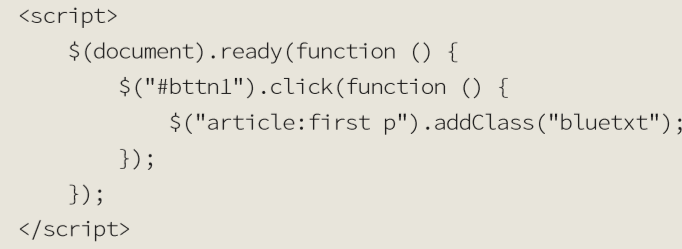 <script>
$(document).ready(function () {
$("#bttn1").click(function () {
$("article:first p").addClass("bluetxt");
});
});
</script>